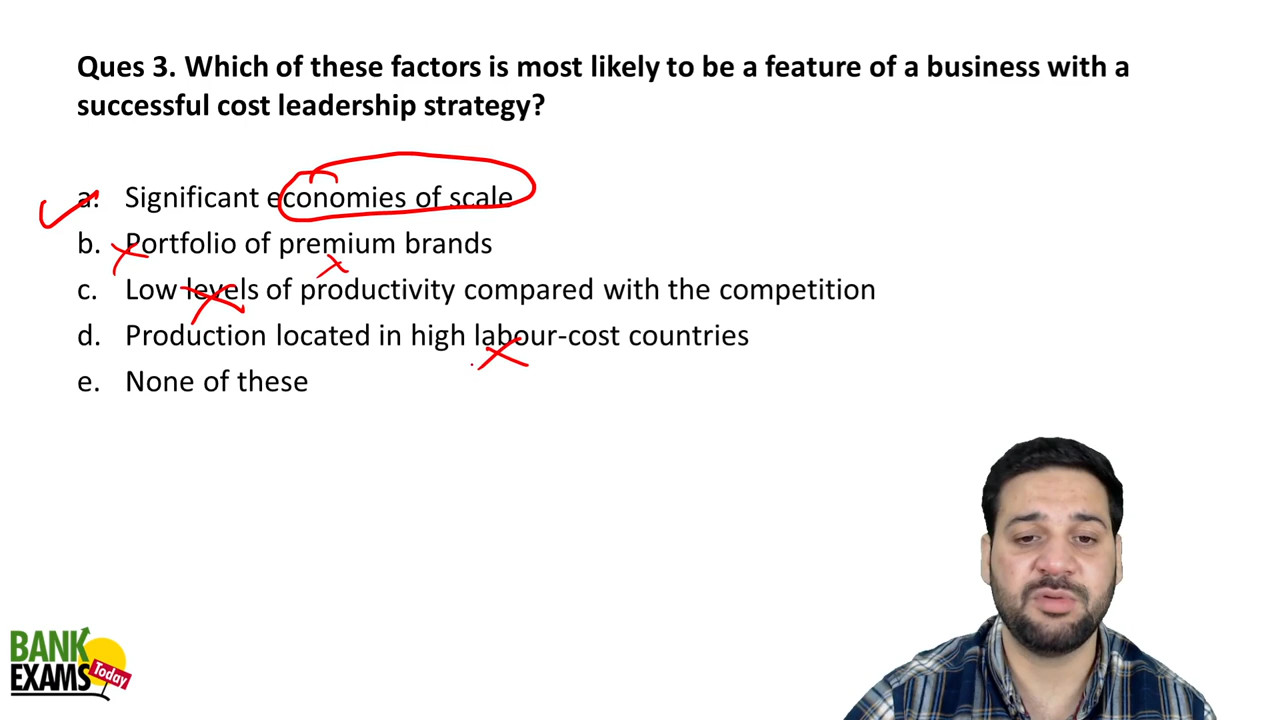 Ques 3. Which of these factors is most likely to be a feature of a business with a
successful cost leadership strategy?
a. Significant economies of scale
b. Portfolio of premium brands
c. Low levels of productivity compared with the competition
d. Production located in high labour-cost countries
e. None of these
BANK
EXAMS
Today